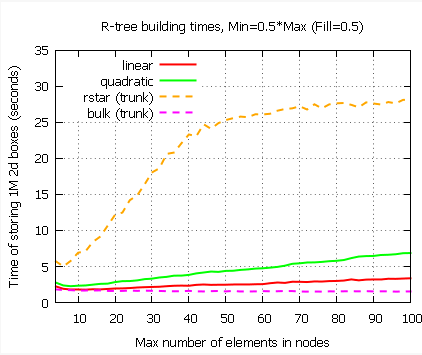 R-tree building times, Min=0.5*Max (Fill=0.5)
Time of storing 1M 2d boxes (seconds)
35
30
25
20
15
10
5
0
linear
quadratic
rstar (trunk)
bulk (trunk)
10 20 30 40 50 60 70 80 90 100
Max number of elements in nodes